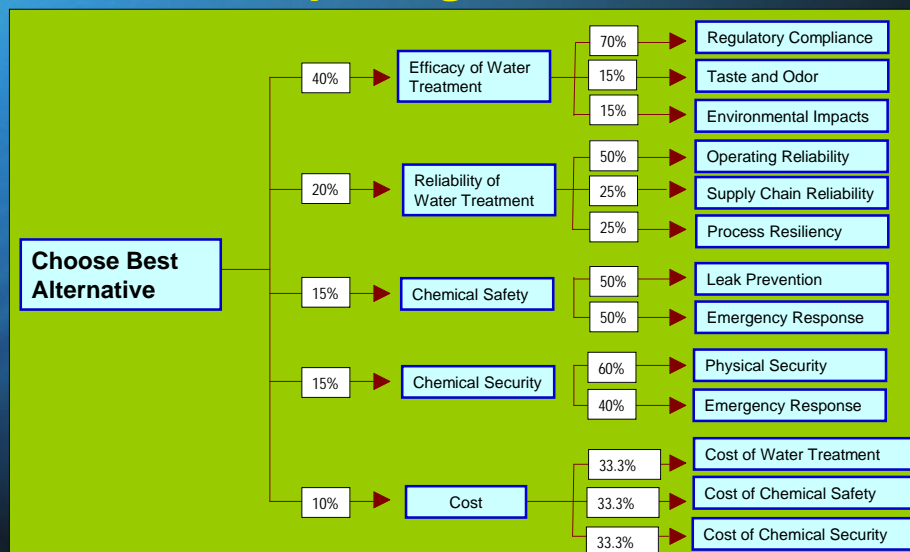 70%
Regulatory Compliance
40%
Efficacy of Water
Treatment
15%
Taste and Odor
15%
Environmental Impacts
50%
Operating Reliability
20%
Reliability of
Water Treatment
25%
Supply Chain Reliability
25%
Process Resiliency
Choose Best
Alternative
15%
Chemical Safety
50%
Leak Prevention
50%
Emergency Response
15%
Chemical Security
60%
Physical Security
40%
Emergency Response
10%
Cost
33.3%
Cost of Water Treatment
33.3%
Cost of Chemical Safety
33.3%
Cost of Chemical Security